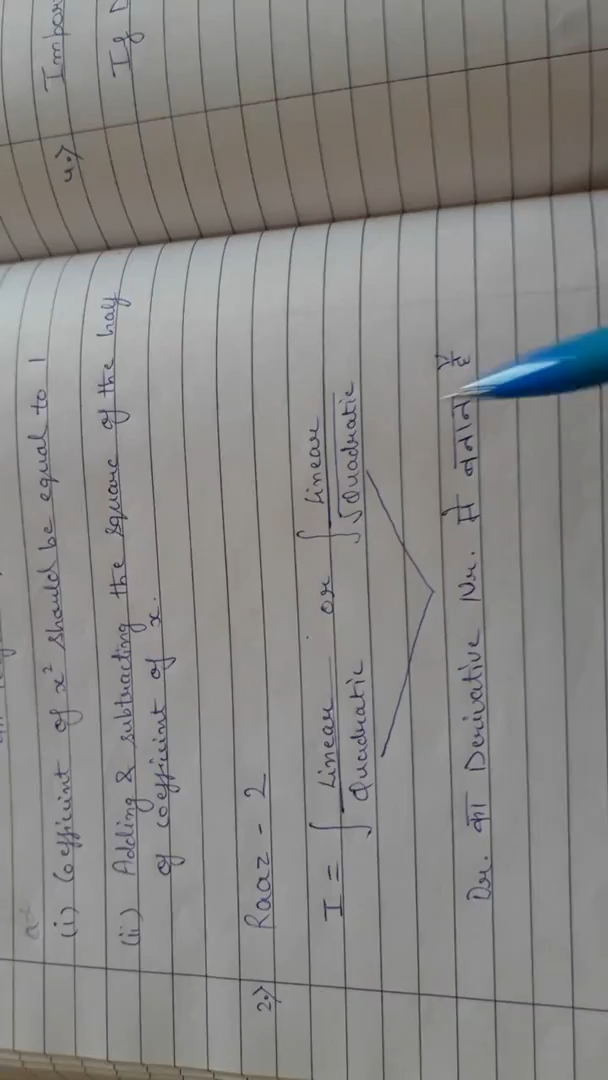 (i) Coefficient of x² should be equal to 1
(ii) Adding & subtracting the square of the half
of coefficient of x.
2.) Raaz - 2
I = ∫ Linear / Quadratic or ∫ Linear / √Quadratic
Dr. का Derivative Nr. से बनाना है
4.) Impor
If D